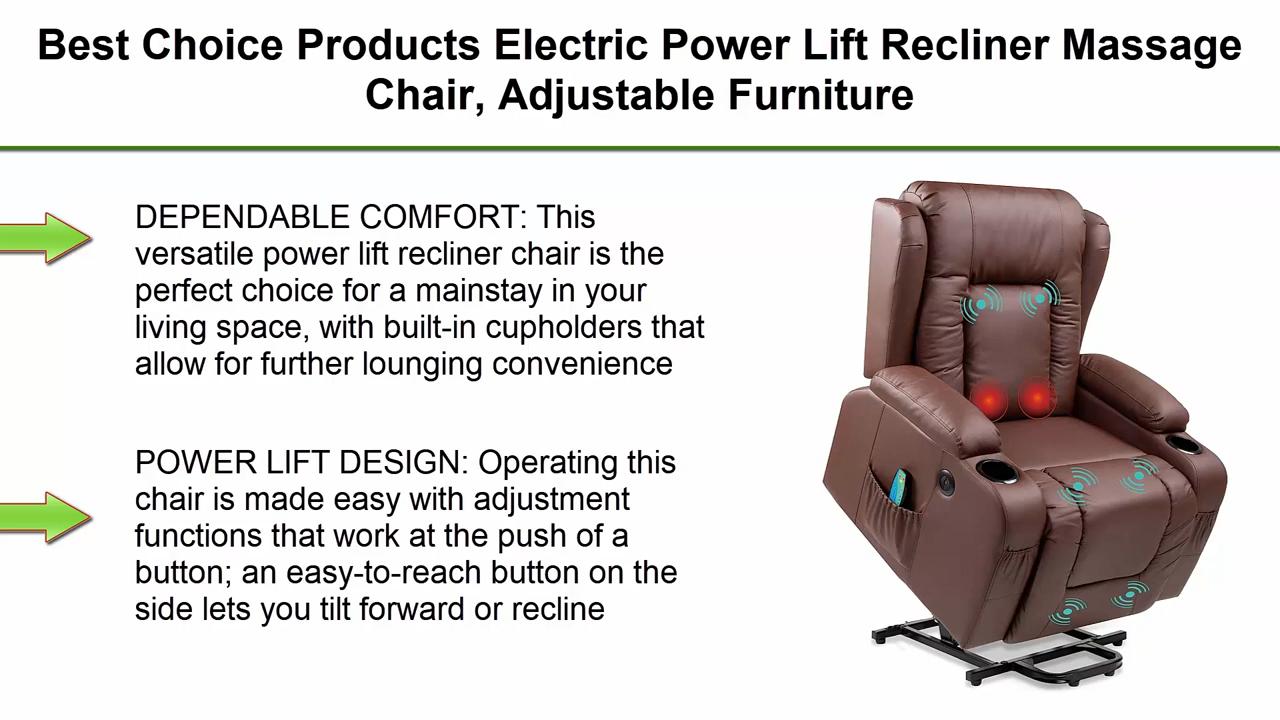 Best Choice Products Electric Power Lift Recliner Massage
Chair, Adjustable Furniture
DEPENDABLE COMFORT: This
versatile power lift recliner chair is the
perfect choice for a mainstay in your
living space, with built-in cupholders that
allow for further lounging convenience
POWER LIFT DESIGN: Operating this
chair is made easy with adjustment
functions that work at the push of a
button; an easy-to-reach button on the
side lets you tilt forward or recline